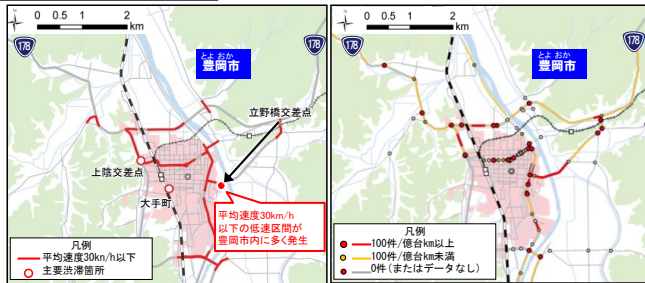 0 0.5 1 2
km
178
178
とよ おか
豊岡市
立野橋交差点
上陰交差点
大手町
平均速度30km/h
以下の低速区間が
豊岡市内に多く発生
凡例
平均速度30kn/h以下
主要渋滞箇所
0 0.5 1 2
km
178
178
とよ おか
豊岡市
凡例
100件/億台km以上
100件/億台km未満
0件(またはデータなし)